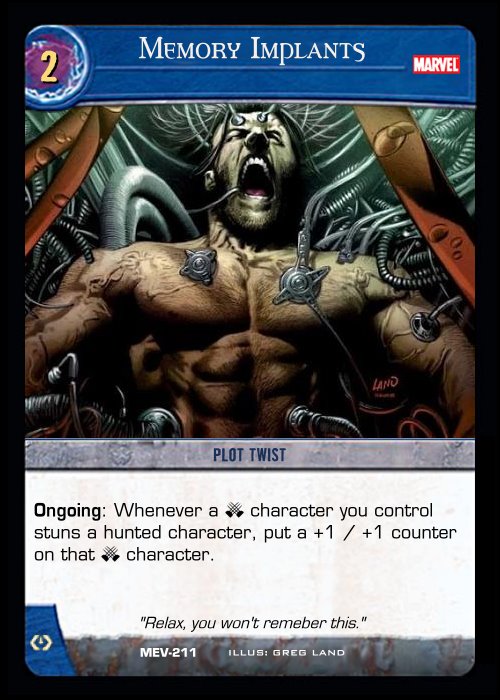 2
Memory Implants
MARVEL
LAND
PLOT TWIST
Ongoing: Whenever a character you control
stuns a hunted character, put a +1 / +1 counter
on that character.
"Relax, you won't remeber this."
MEV-211 ILLUS: GREG LAND